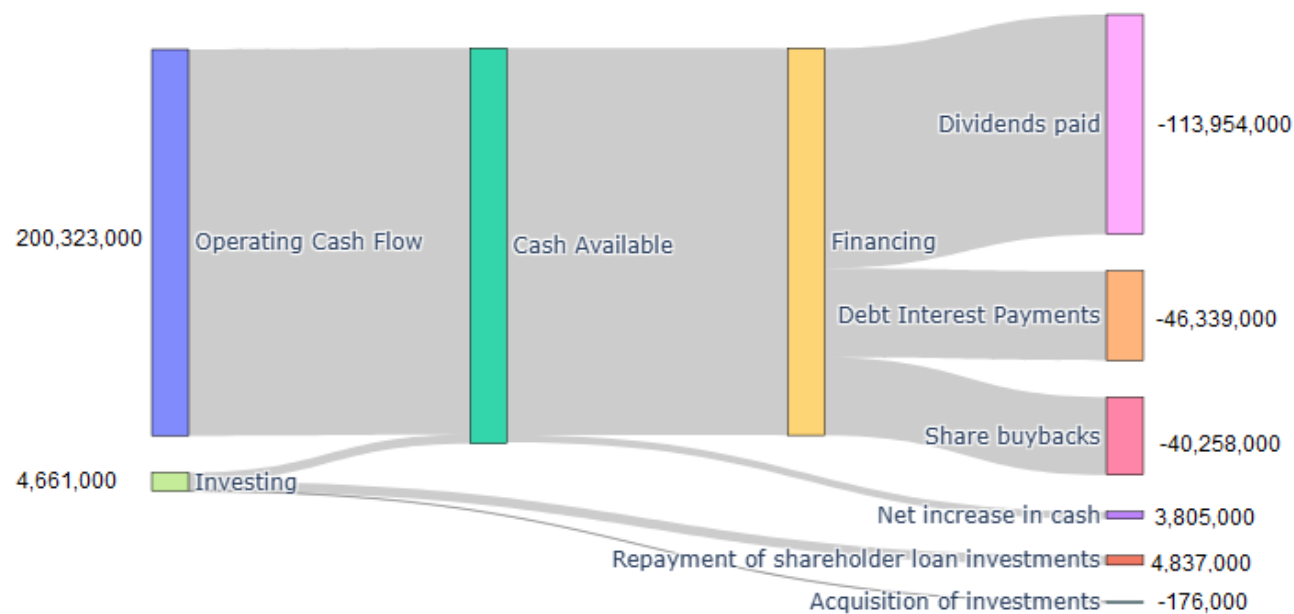 200,323,000
Operating Cash Flow
4,661,000
Investing
Cash Available
Financing
Dividends paid
-113,954,000
Debt Interest Payments
-46,339,000
Share buybacks
-40,258,000
Net increase in cash
3,805,000
Repayment of shareholder loan investments
4,837,000
Acquisition of investments
-176,000